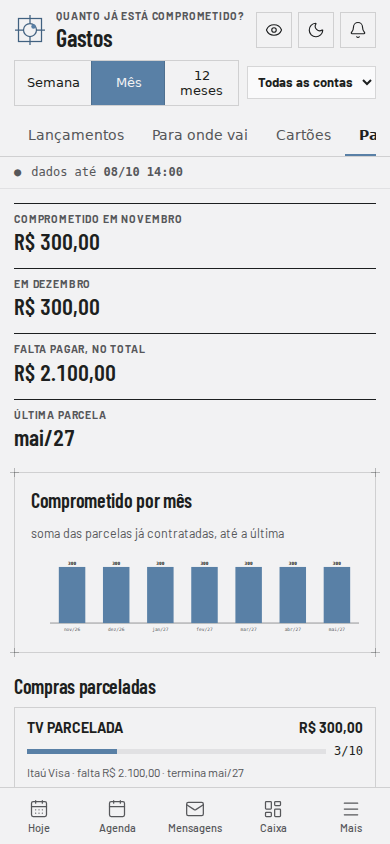 QUANTO JÁ ESTÁ COMPROMETIDO?
Gastos
Semana
Mês
12 meses
Todas as contas
Lançamentos
Para onde vai
Cartões
Pa
● dados até 08/10 14:00
COMPROMETIDO EM NOVEMBRO
R$ 300,00
EM DEZEMBRO
R$ 300,00
FALTA PAGAR, NO TOTAL
R$ 2.100,00
ÚLTIMA PARCELA
mai/27
Comprometido por mês
soma das parcelas já contratadas, até a última
300 300 300 300 300 300 300
nov/26 dez/26 jan/27 fev/27 mar/27 abr/27 mai/27
Compras parceladas
TV PARCELADA R$ 300,00
3/10
Itaú Visa · falta R$ 2.100,00 · termina mai/27
Hoje
Agenda
Mensagens
Caixa
Mais